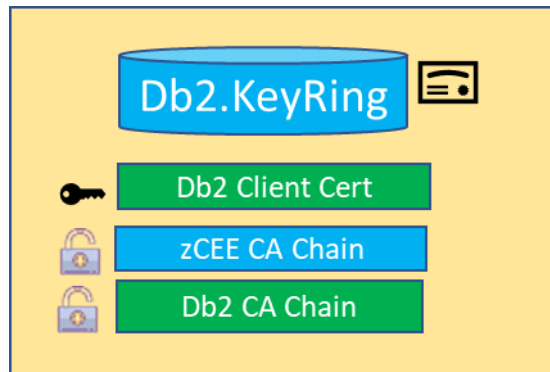 Db2.KeyRing
Db2 Client Cert
zCEE CA Chain
Db2 CA Chain